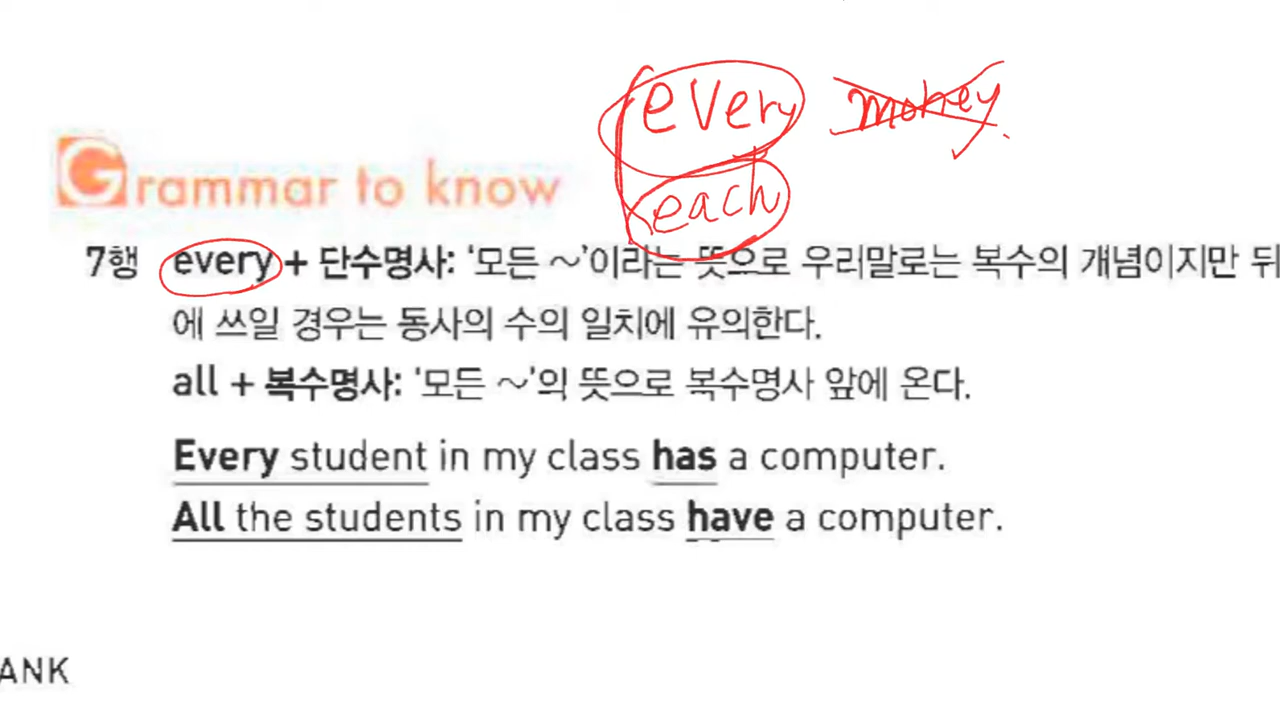 every money
each
Grammar to know
7행 every + 단수명사: ‘모든 ~’이라는 뜻으로 우리말로는 복수의 개념이지만 뒤
에 쓰일 경우는 동사의 수의 일치에 유의한다.
all + 복수명사: ‘모든 ~’의 뜻으로 복수명사 앞에 온다.
Every student in my class has a computer.
All the students in my class have a computer.
ANK